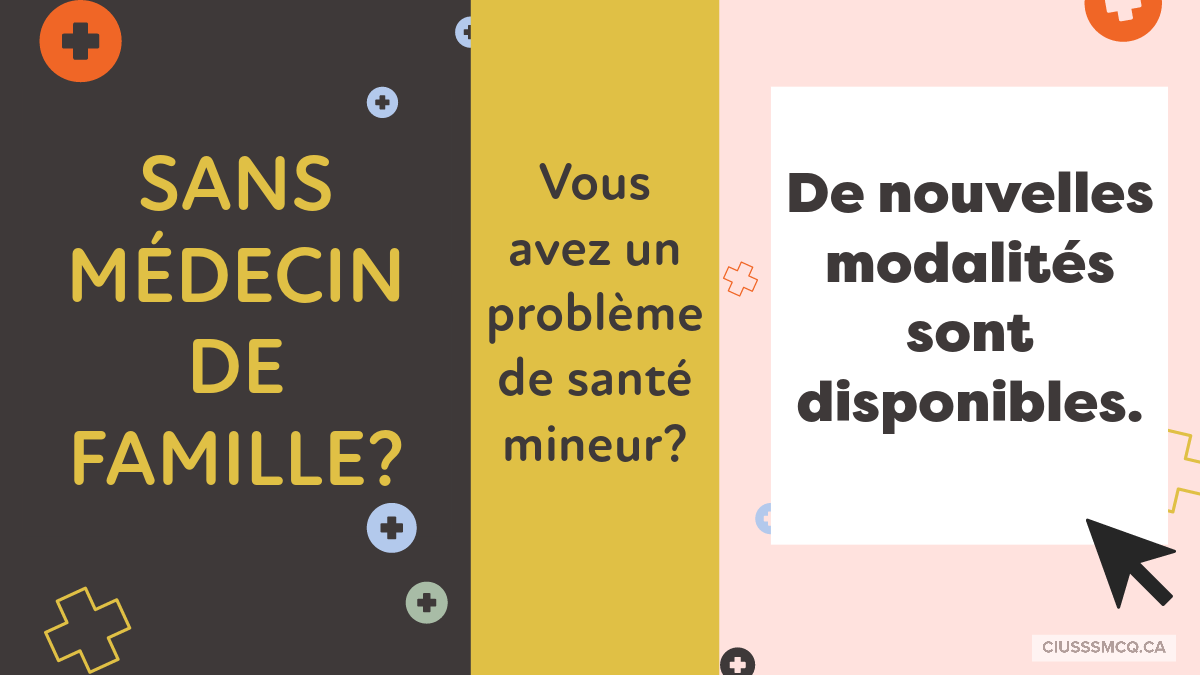 SANS
MÉDECIN
DE
FAMILLE?
Vous
avez un
problème
de santé
mineur?
De nouvelles
modalités
sont
disponibles.
CIUSSSMCQ.CA